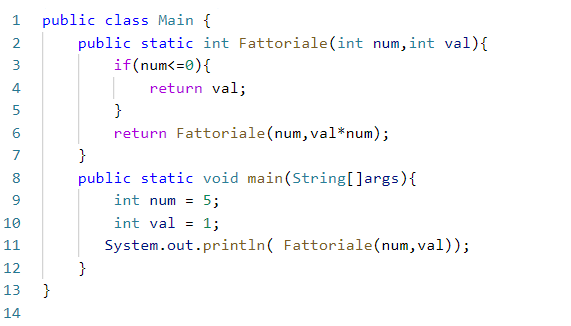 1 public class Main {
2 public static int Fattoriale(int num,int val){
3 if(num<=0){
4 return val;
5 }
6 return Fattoriale(num,val*num);
7 }
8 public static void main(String[]args){
9 int num = 5;
10 int val = 1;
11 System.out.println( Fattoriale(num,val));
12 }
13 }
14